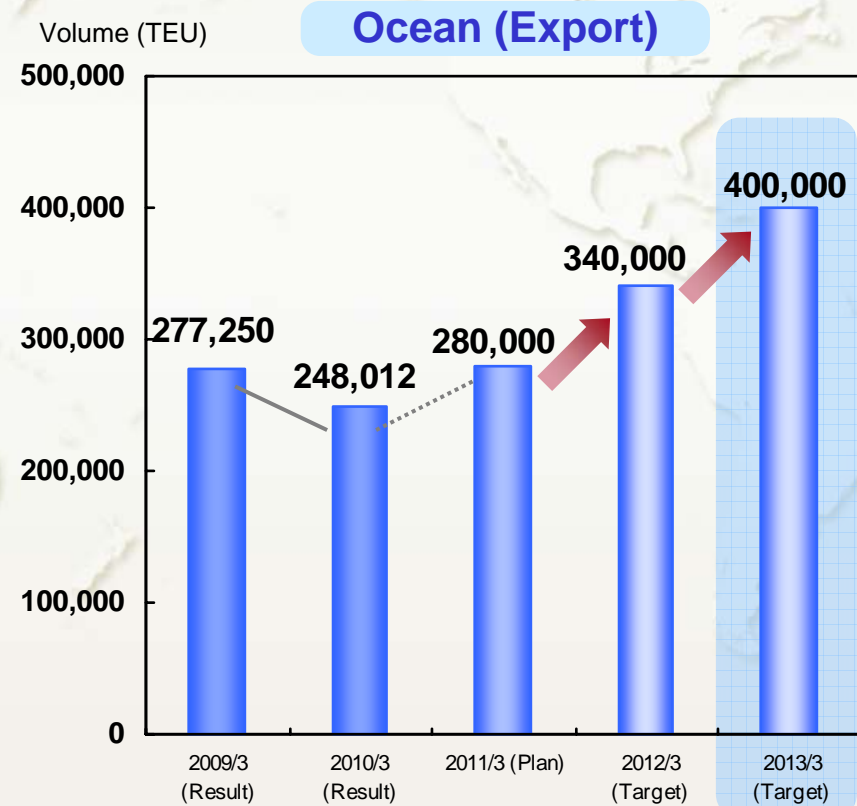 Volume (TEU)
Ocean (Export)
500,000
400,000
300,000
200,000
100,000
0
277,250
248,012
280,000
340,000
400,000
2009/3
(Result)
2010/3
(Result)
2011/3 (Plan)
2012/3
(Target)
2013/3
(Target)